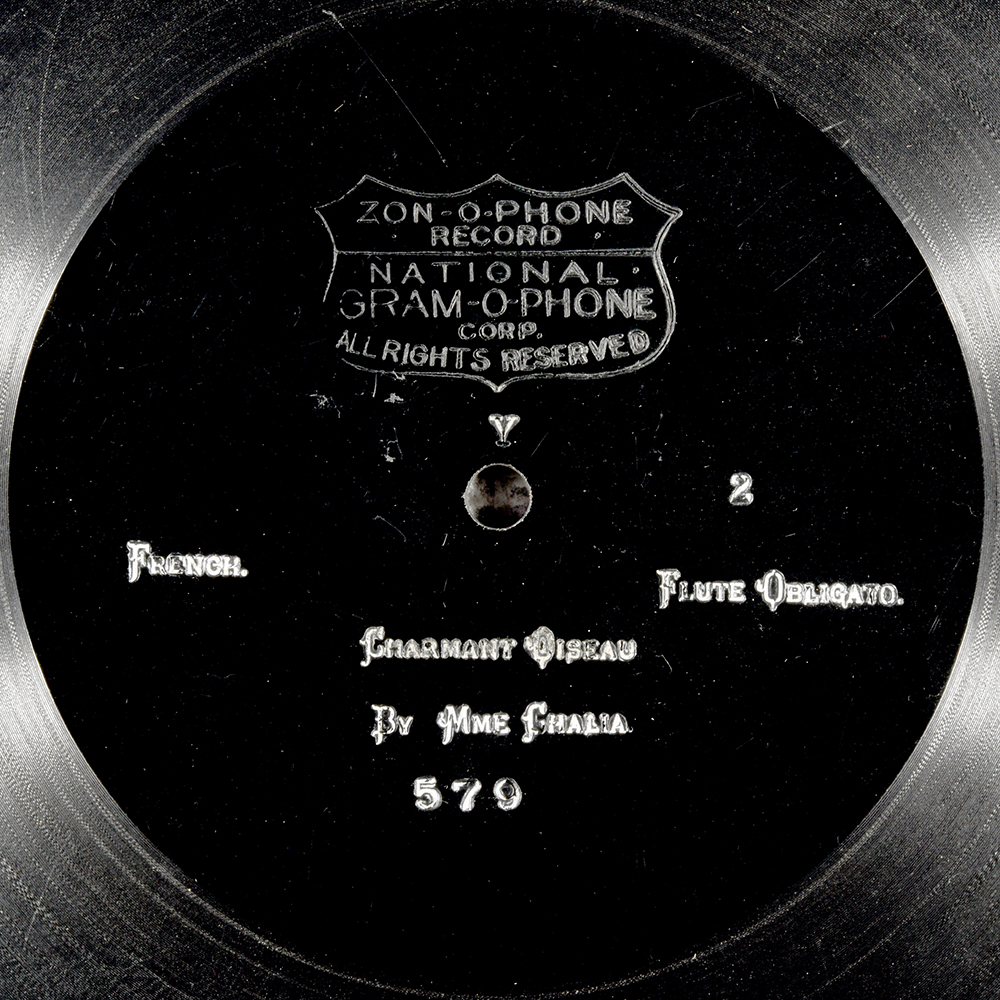 ZON-O-PHONE
RECORD
NATIONAL
GRAM-O-PHONE
CORP.
ALL RIGHTS RESERVED
Y
2
FRENCH.
FLUTE OBLIGATO.
CHARMANT OISEAU
BY MME CHALIA
579